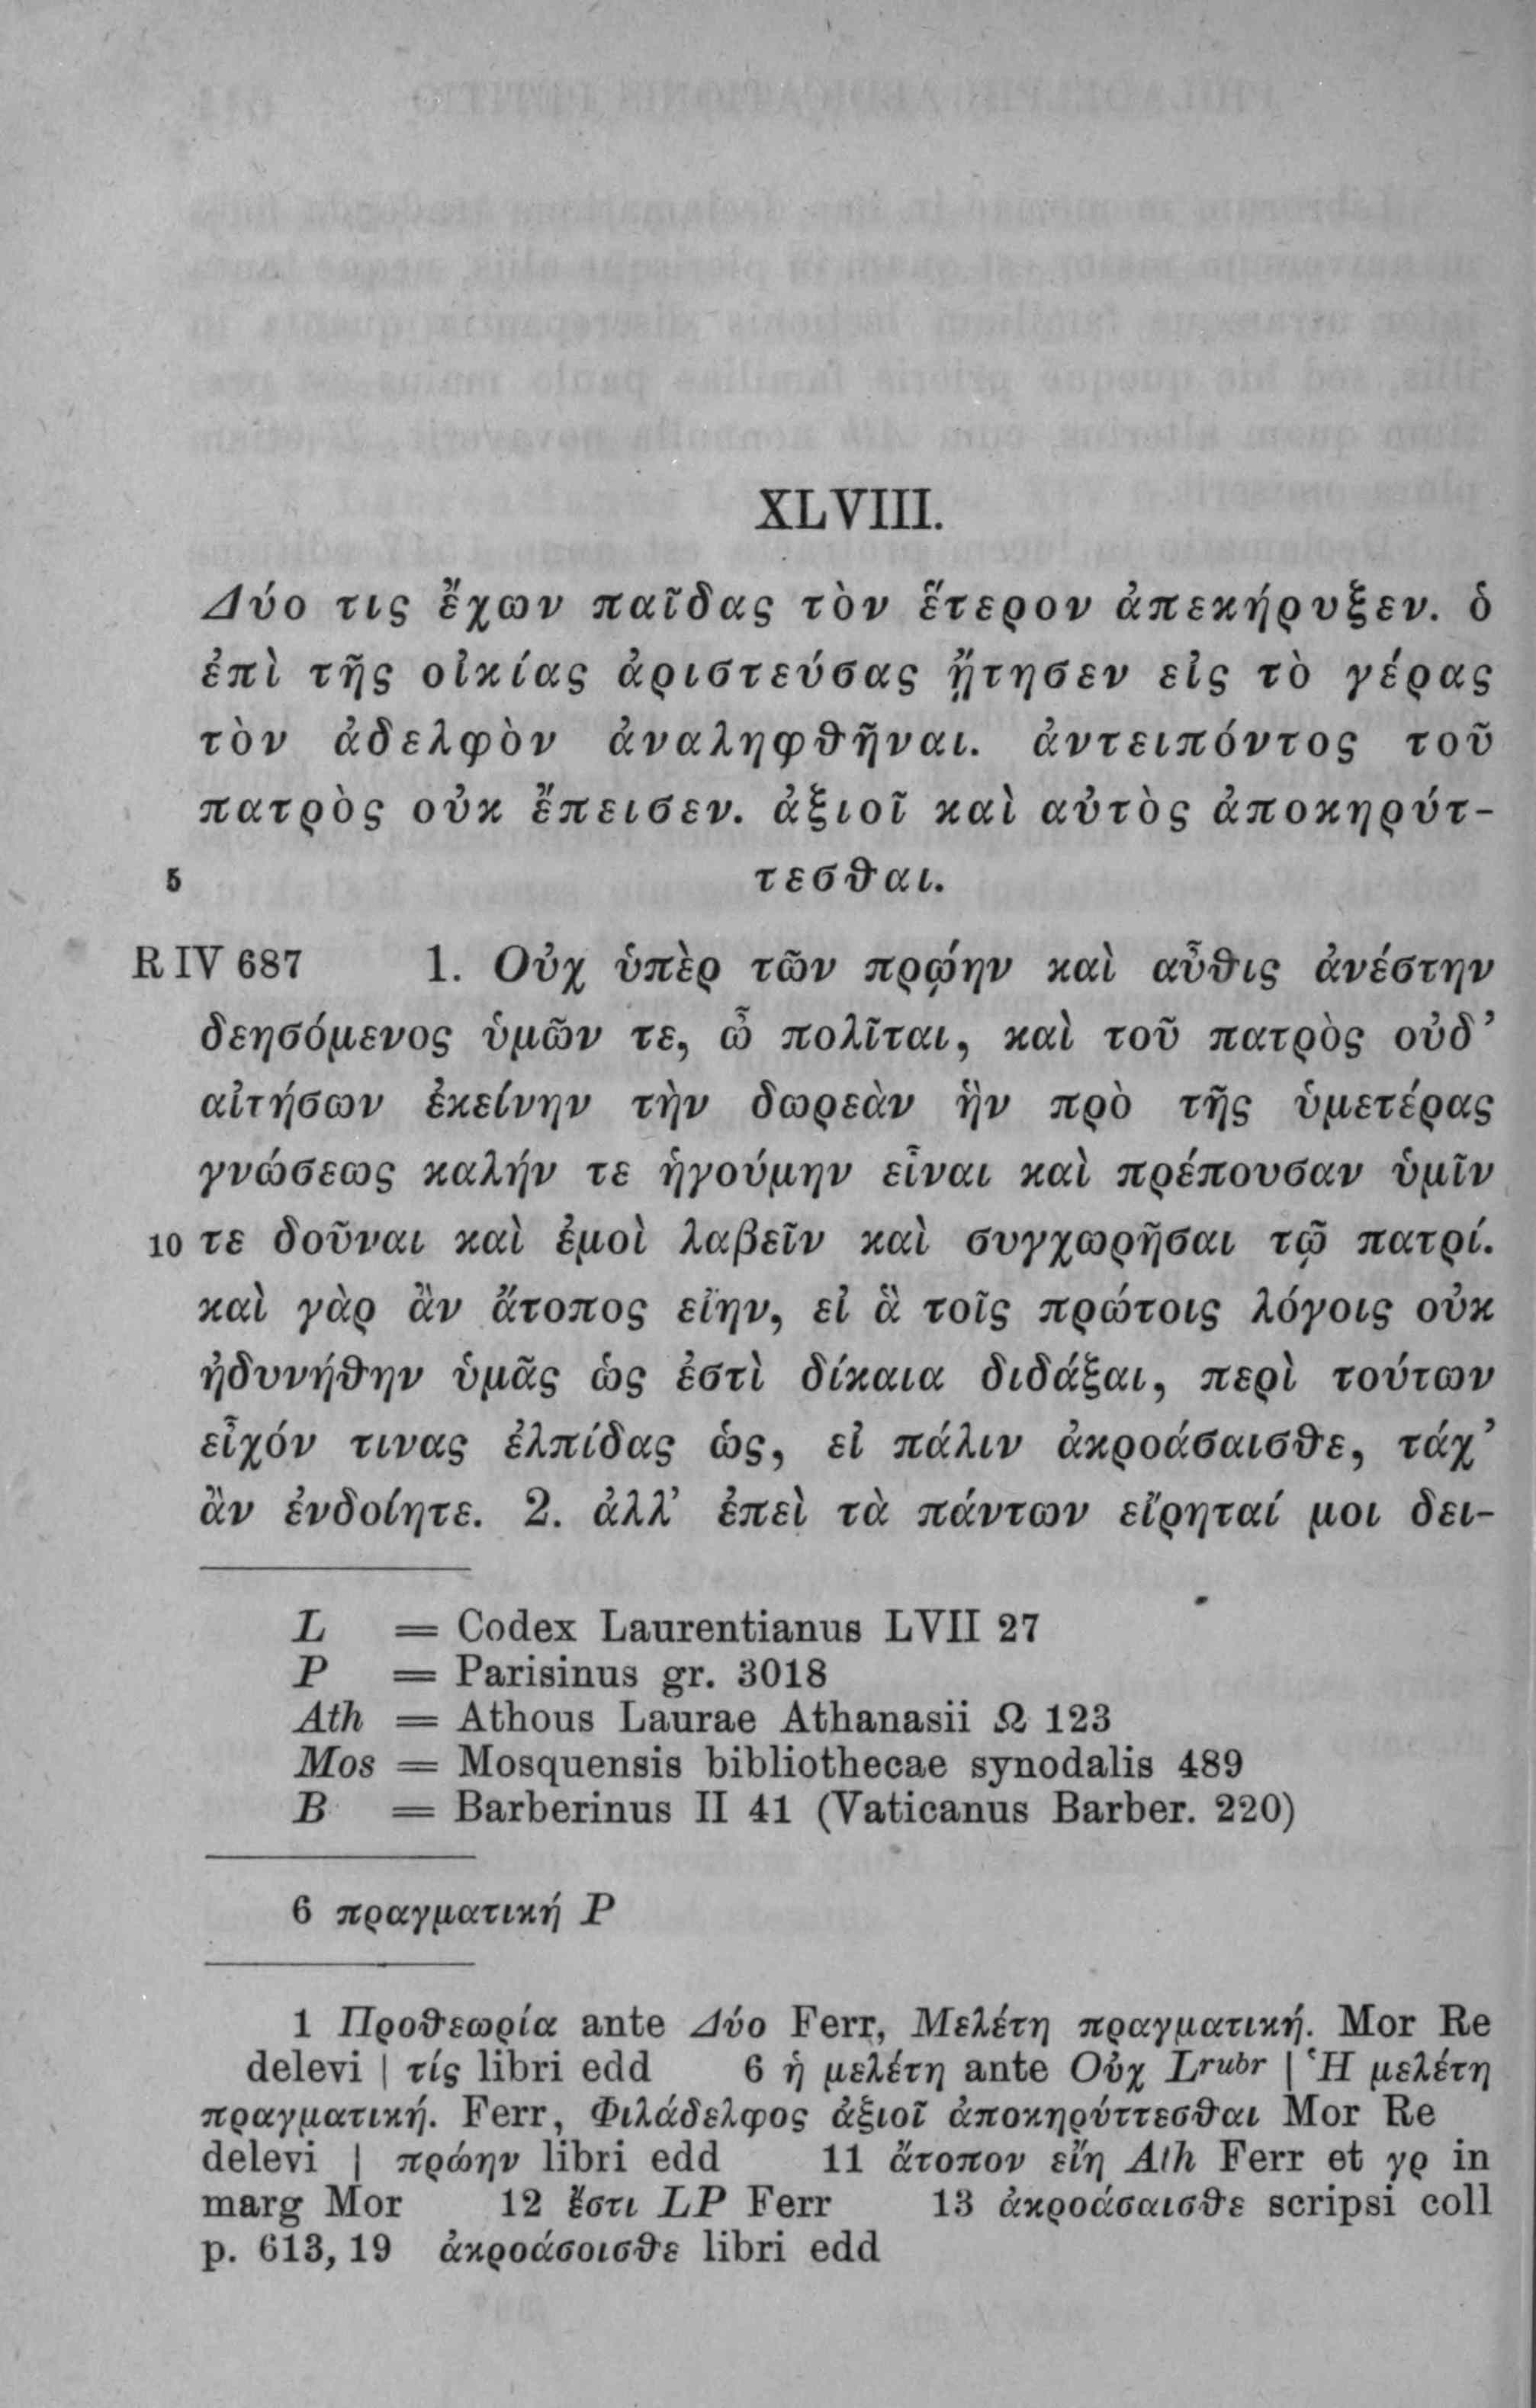 XLVIII.
Δύο τις ἔχων παῖδας τὸν ἕτερον ἀπεκήρυξεν. ὁ
ἐπὶ τῆς οἰκίας ἀριστεύσας ᾔτησεν εἰς τὸ γέρας
τὸν ἀδελφὸν ἀναληφθῆναι. ἀντειπόντος τοῦ
πατρὸς οὐκ ἔπεισεν. ἀξιοῖ καὶ αὐτὸς ἀποκηρύτ-
5 τεσθαι.
R IV 687 1. Οὐχ ὑπὲρ τῶν πρῴην καὶ αὖθις ἀνέστην
δεησόμενος ὑμῶν τε, ὦ πολῖται, καὶ τοῦ πατρὸς οὐδ’
αἰτήσων ἐκείνην τὴν δωρεὰν ἣν πρὸ τῆς ὑμετέρας
γνώσεως καλήν τε ἡγούμην εἶναι καὶ πρέπουσαν ὑμῖν
10 τε δοῦναι καὶ ἐμοὶ λαβεῖν καὶ συγχωρῆσαι τῷ πατρί.
καὶ γὰρ ἂν ἄτοπος εἴην, εἰ ἃ τοῖς πρώτοις λόγοις οὐκ
ἠδυνήθην ὑμᾶς ὡς ἐστὶ δίκαια διδάξαι, περὶ τούτων
εἶχόν τινας ἐλπίδας ὡς, εἰ πάλιν ἀκροάσαισθε, τάχ’
ἂν ἐνδοίητε. 2. ἀλλ’ ἐπεὶ τὰ πάντων εἴρηταί μοι δει-
L = Codex Laurentianus LVII 27
P = Parisinus gr. 3018
Ath = Athous Laurae Athanasii Ω 123
Mos = Mosquensis bibliothecae synodalis 489
B = Barberinus II 41 (Vaticanus Barber. 220)
6 πραγματική P
1 Προθεωρία ante Δύο Ferr, Μελέτη πραγματική. Mor Re
delevi | τίς libri edd 6 ἡ μελέτη ante Οὐχ Lrubr | Ἡ μελέτη
πραγματική. Ferr, Φιλάδελφος ἀξιοῖ ἀποκηρύττεσθαι Mor Re
delevi | πρώην libri edd 11 ἄτοπον εἴη Ath Ferr et γρ in
marg Mor 12 ἔστι LP Ferr 13 ἀκροάσαισθε scripsi coll
p. 613, 19 ἀκροάσοισθε libri edd